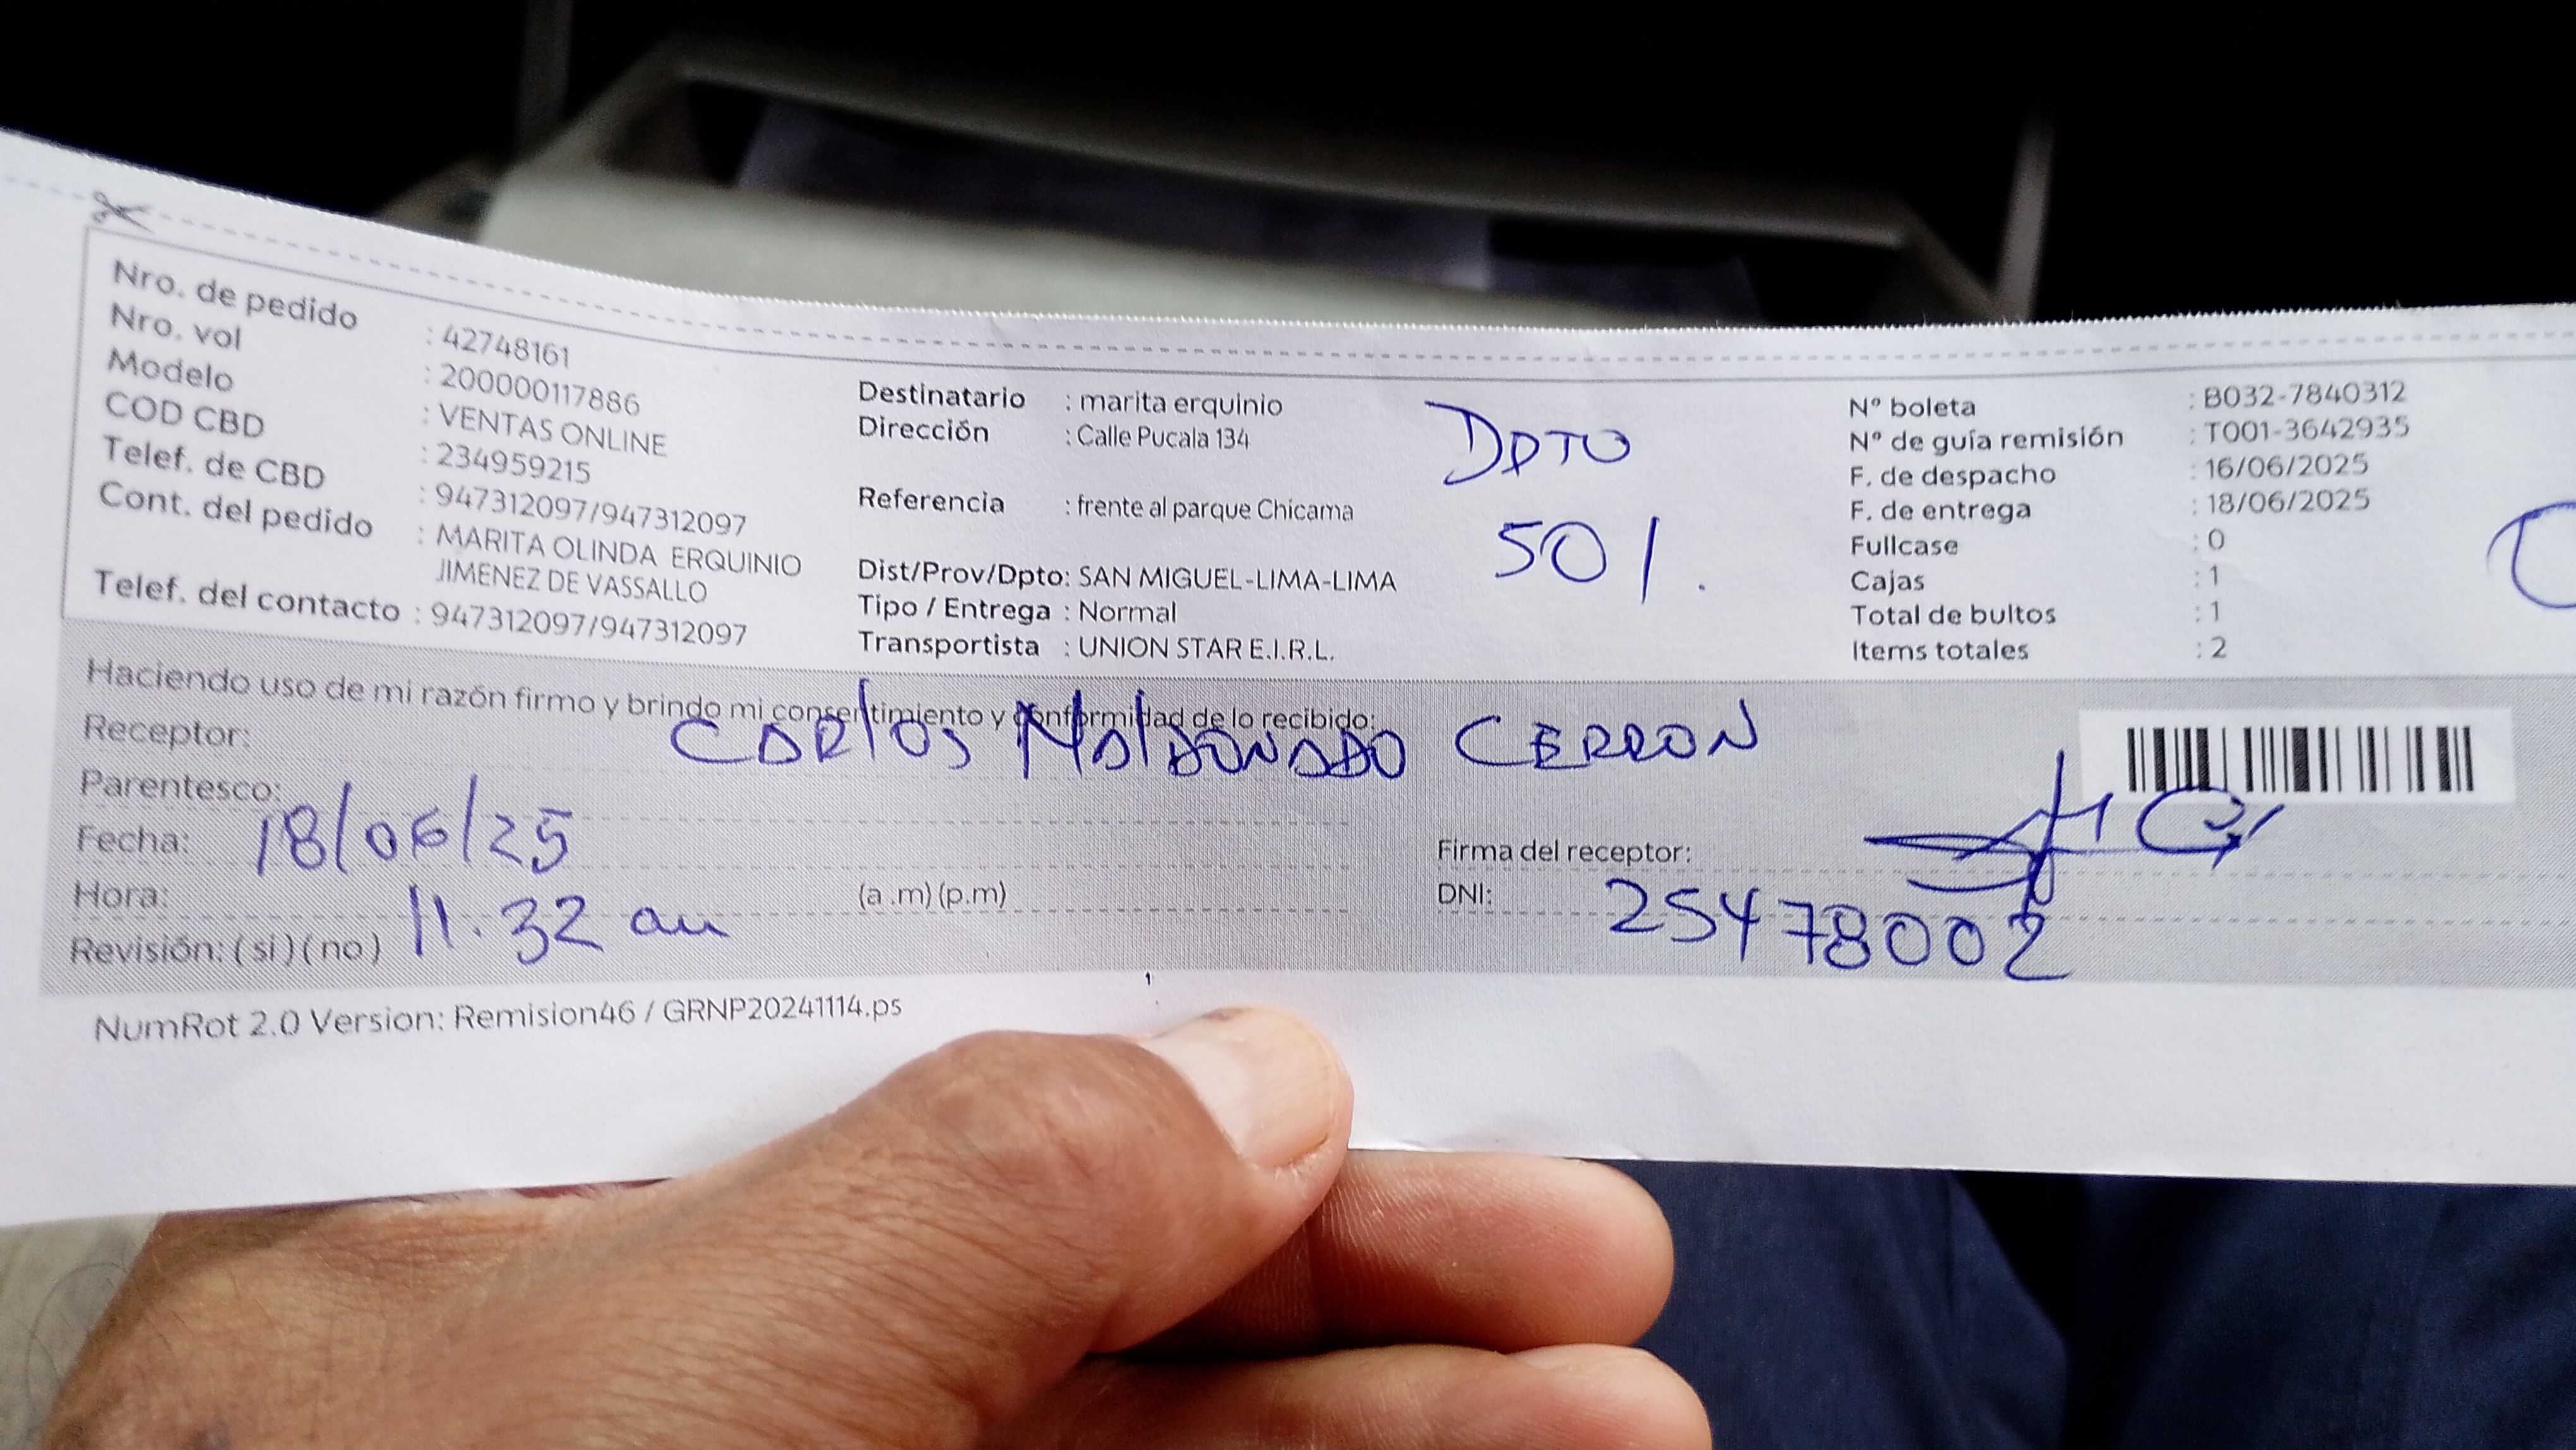 Nro. de pedido : 42748161
Nro. vol : 200000117886
Modelo : VENTAS ONLINE
COD CBD : 234959215
Telef. de CBD : 947312097/947312097
Cont. del pedido : MARITA OLINDA ERQUINIO
JIMENEZ DE VASSALLO
Telef. del contacto : 947312097/947312097
Destinatario : marita erquinio
Dirección : Calle Pucala 134
Referencia : frente al parque Chicama
Dist/Prov/Dpto: SAN MIGUEL-LIMA-LIMA
Tipo / Entrega : Normal
Transportista : UNION STAR E.I.R.L.
DPTO
501.
N° boleta : B032-7840312
N° de guía remisión : T001-3642935
F. de despacho : 16/06/2025
F. de entrega : 18/06/2025
Fullcase : 0
Cajas : 1
Total de bultos : 1
Items totales : 2
Haciendo uso de mi razón firmo y brindo mi consentimiento y conformidad de lo recibido:
Receptor: CARlos MAlDONADO CERRON
Parentesco:
Fecha: 18/06/25
Hora: 11.32 am (a .m) (p.m)
Revisión: ( si ) ( no )
Firma del receptor:
DNI: 25478002
1
NumRot 2.0 Version: Remision46 / GRNP20241114.ps